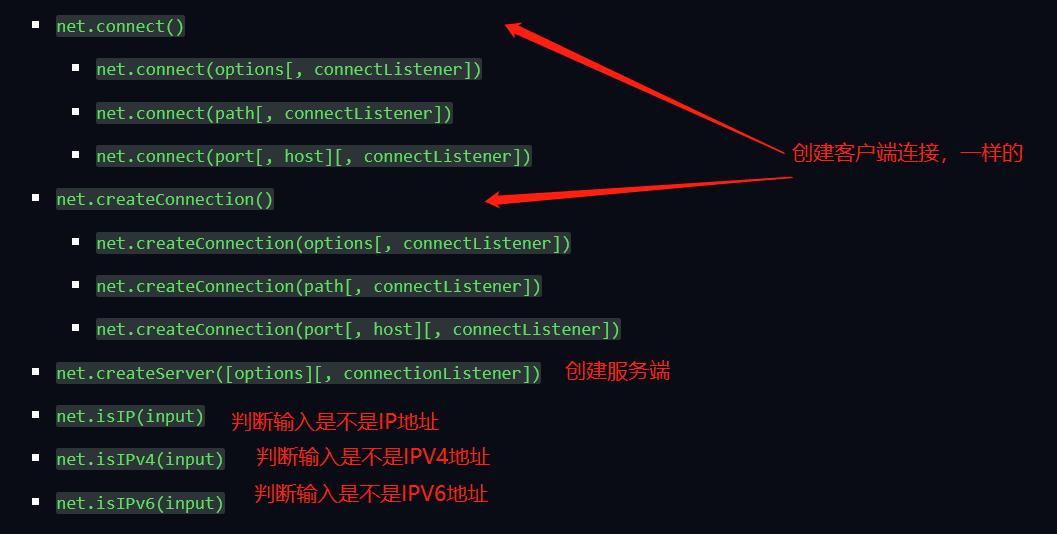 net.connect()
net.connect(options[, connectListener])
net.connect(path[, connectListener])
net.connect(port[, host][, connectListener])
创建客户端连接，一样的
net.createConnection()
net.createConnection(options[, connectListener])
net.createConnection(path[, connectListener])
net.createConnection(port[, host][, connectListener])
net.createServer([options][, connectionListener]) 创建服务端
net.isIP(input) 判断输入是不是IP地址
net.isIPv4(input) 判断输入是不是IPV4地址
net.isIPv6(input) 判断输入是不是IPV6地址